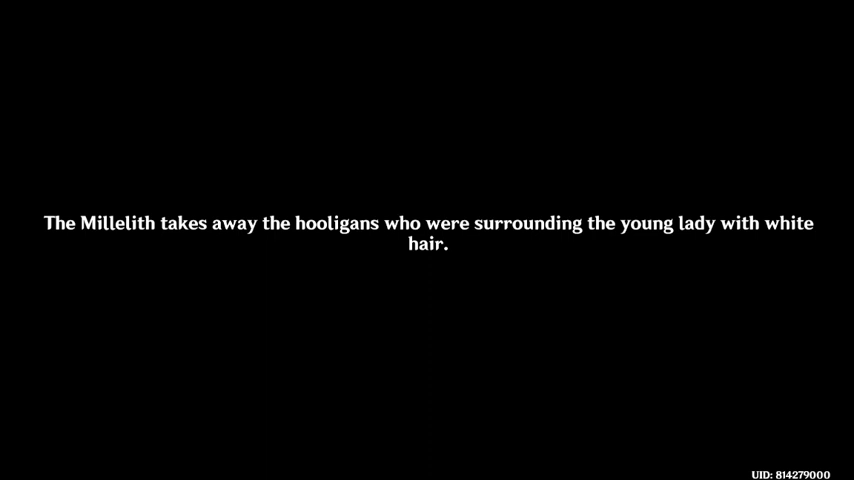 The Millelith takes away the hooligans who were surrounding the young lady with white
hair.
UID: 814279000